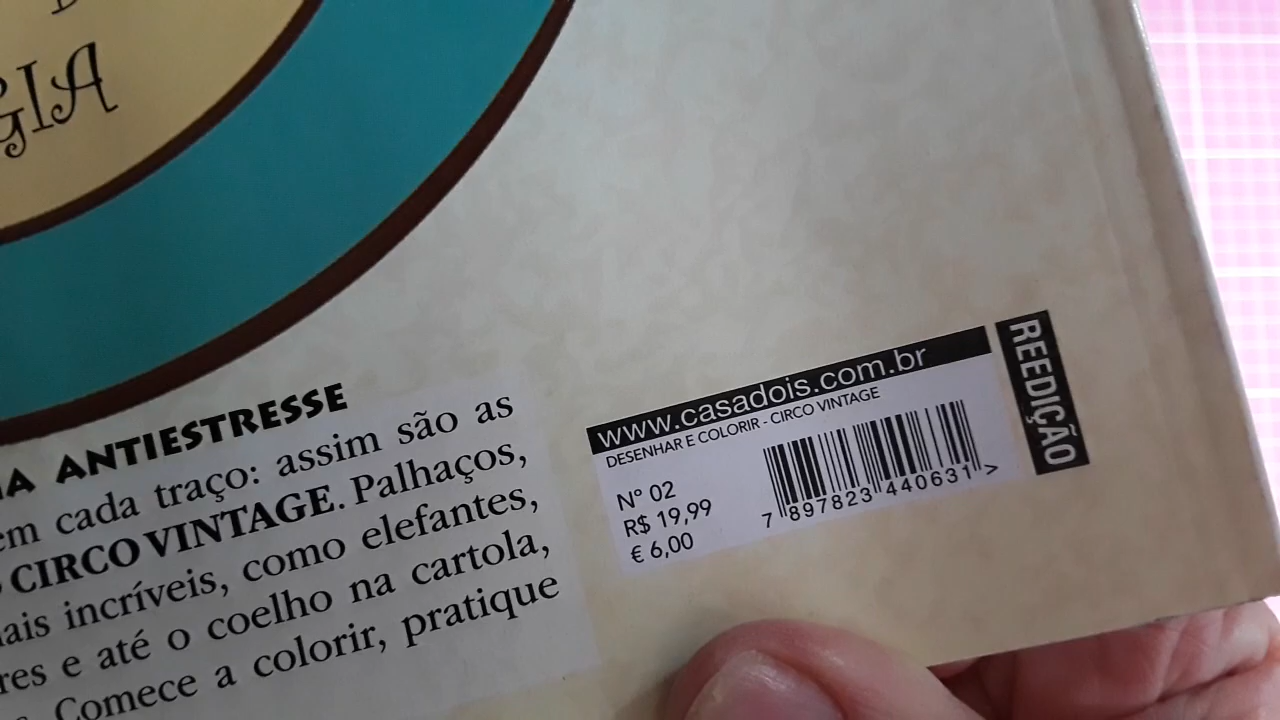 GIA
ANTIESTRESSE
em cada traço: assim são as
CIRCO VINTAGE. Palhaços,
ais incríveis, como elefantes,
res e até o coelho na cartola,
Comece a colorir, pratique
www.casadois.com.br
DESENHAR E COLORIR - CIRCO VINTAGE
Nº 02
R$ 19,99
€ 6,00
7 897823 440631 >
REEDIÇÃO